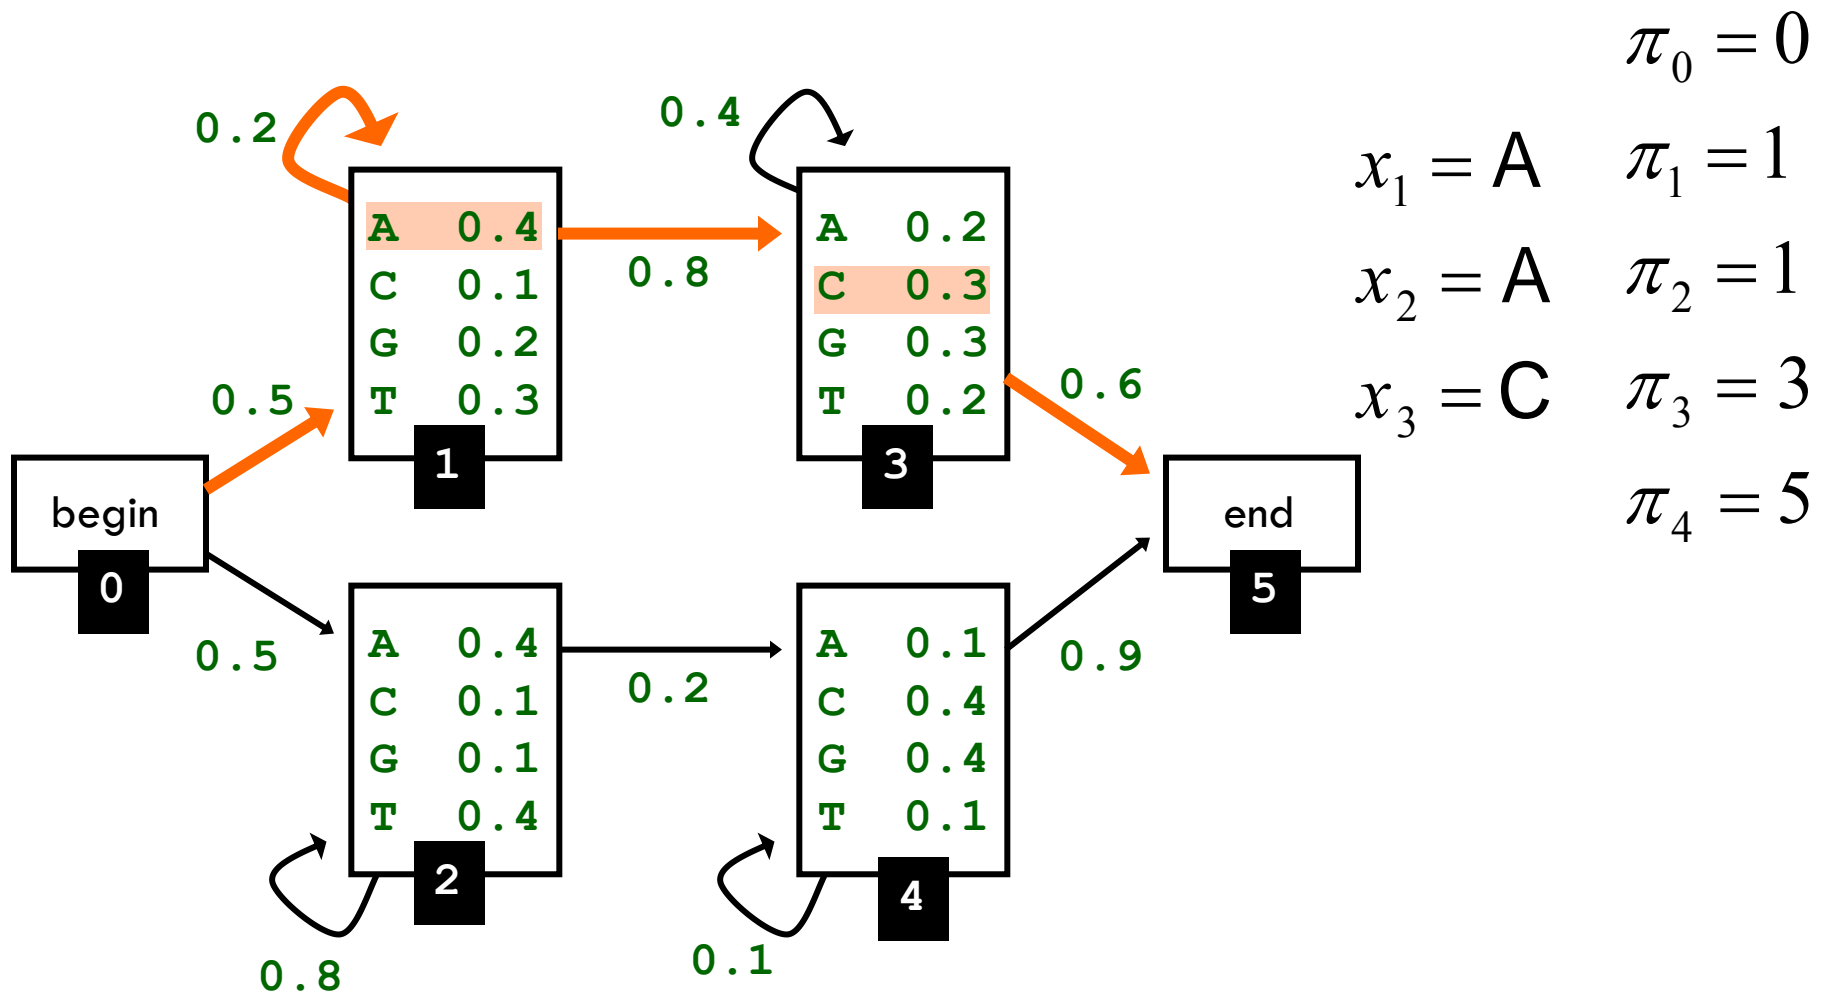 π₀ = 0
0.2
0.4
x₁ = A π₁ = 1
A 0.4
C 0.1
G 0.2
T 0.3
1
0.8
A 0.2
C 0.3
G 0.3
T 0.2
3
x₂ = A π₂ = 1
0.5
0.6
x₃ = C π₃ = 3
begin
0
end
5
π₄ = 5
0.5
A 0.4
C 0.1
G 0.1
T 0.4
2
0.2
A 0.1
C 0.4
G 0.4
T 0.1
4
0.9
0.8
0.1